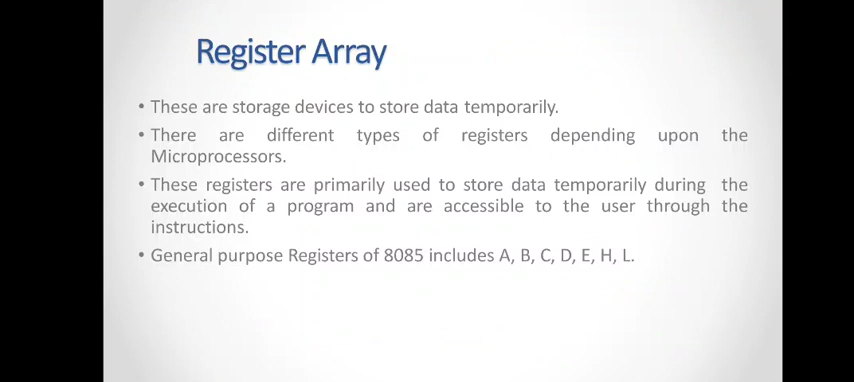 Register Array
• These are storage devices to store data temporarily.
• There are different types of registers depending upon the
Microprocessors.
• These registers are primarily used to store data temporarily during the
execution of a program and are accessible to the user through the
instructions.
• General purpose Registers of 8085 includes A, B, C, D, E, H, L.